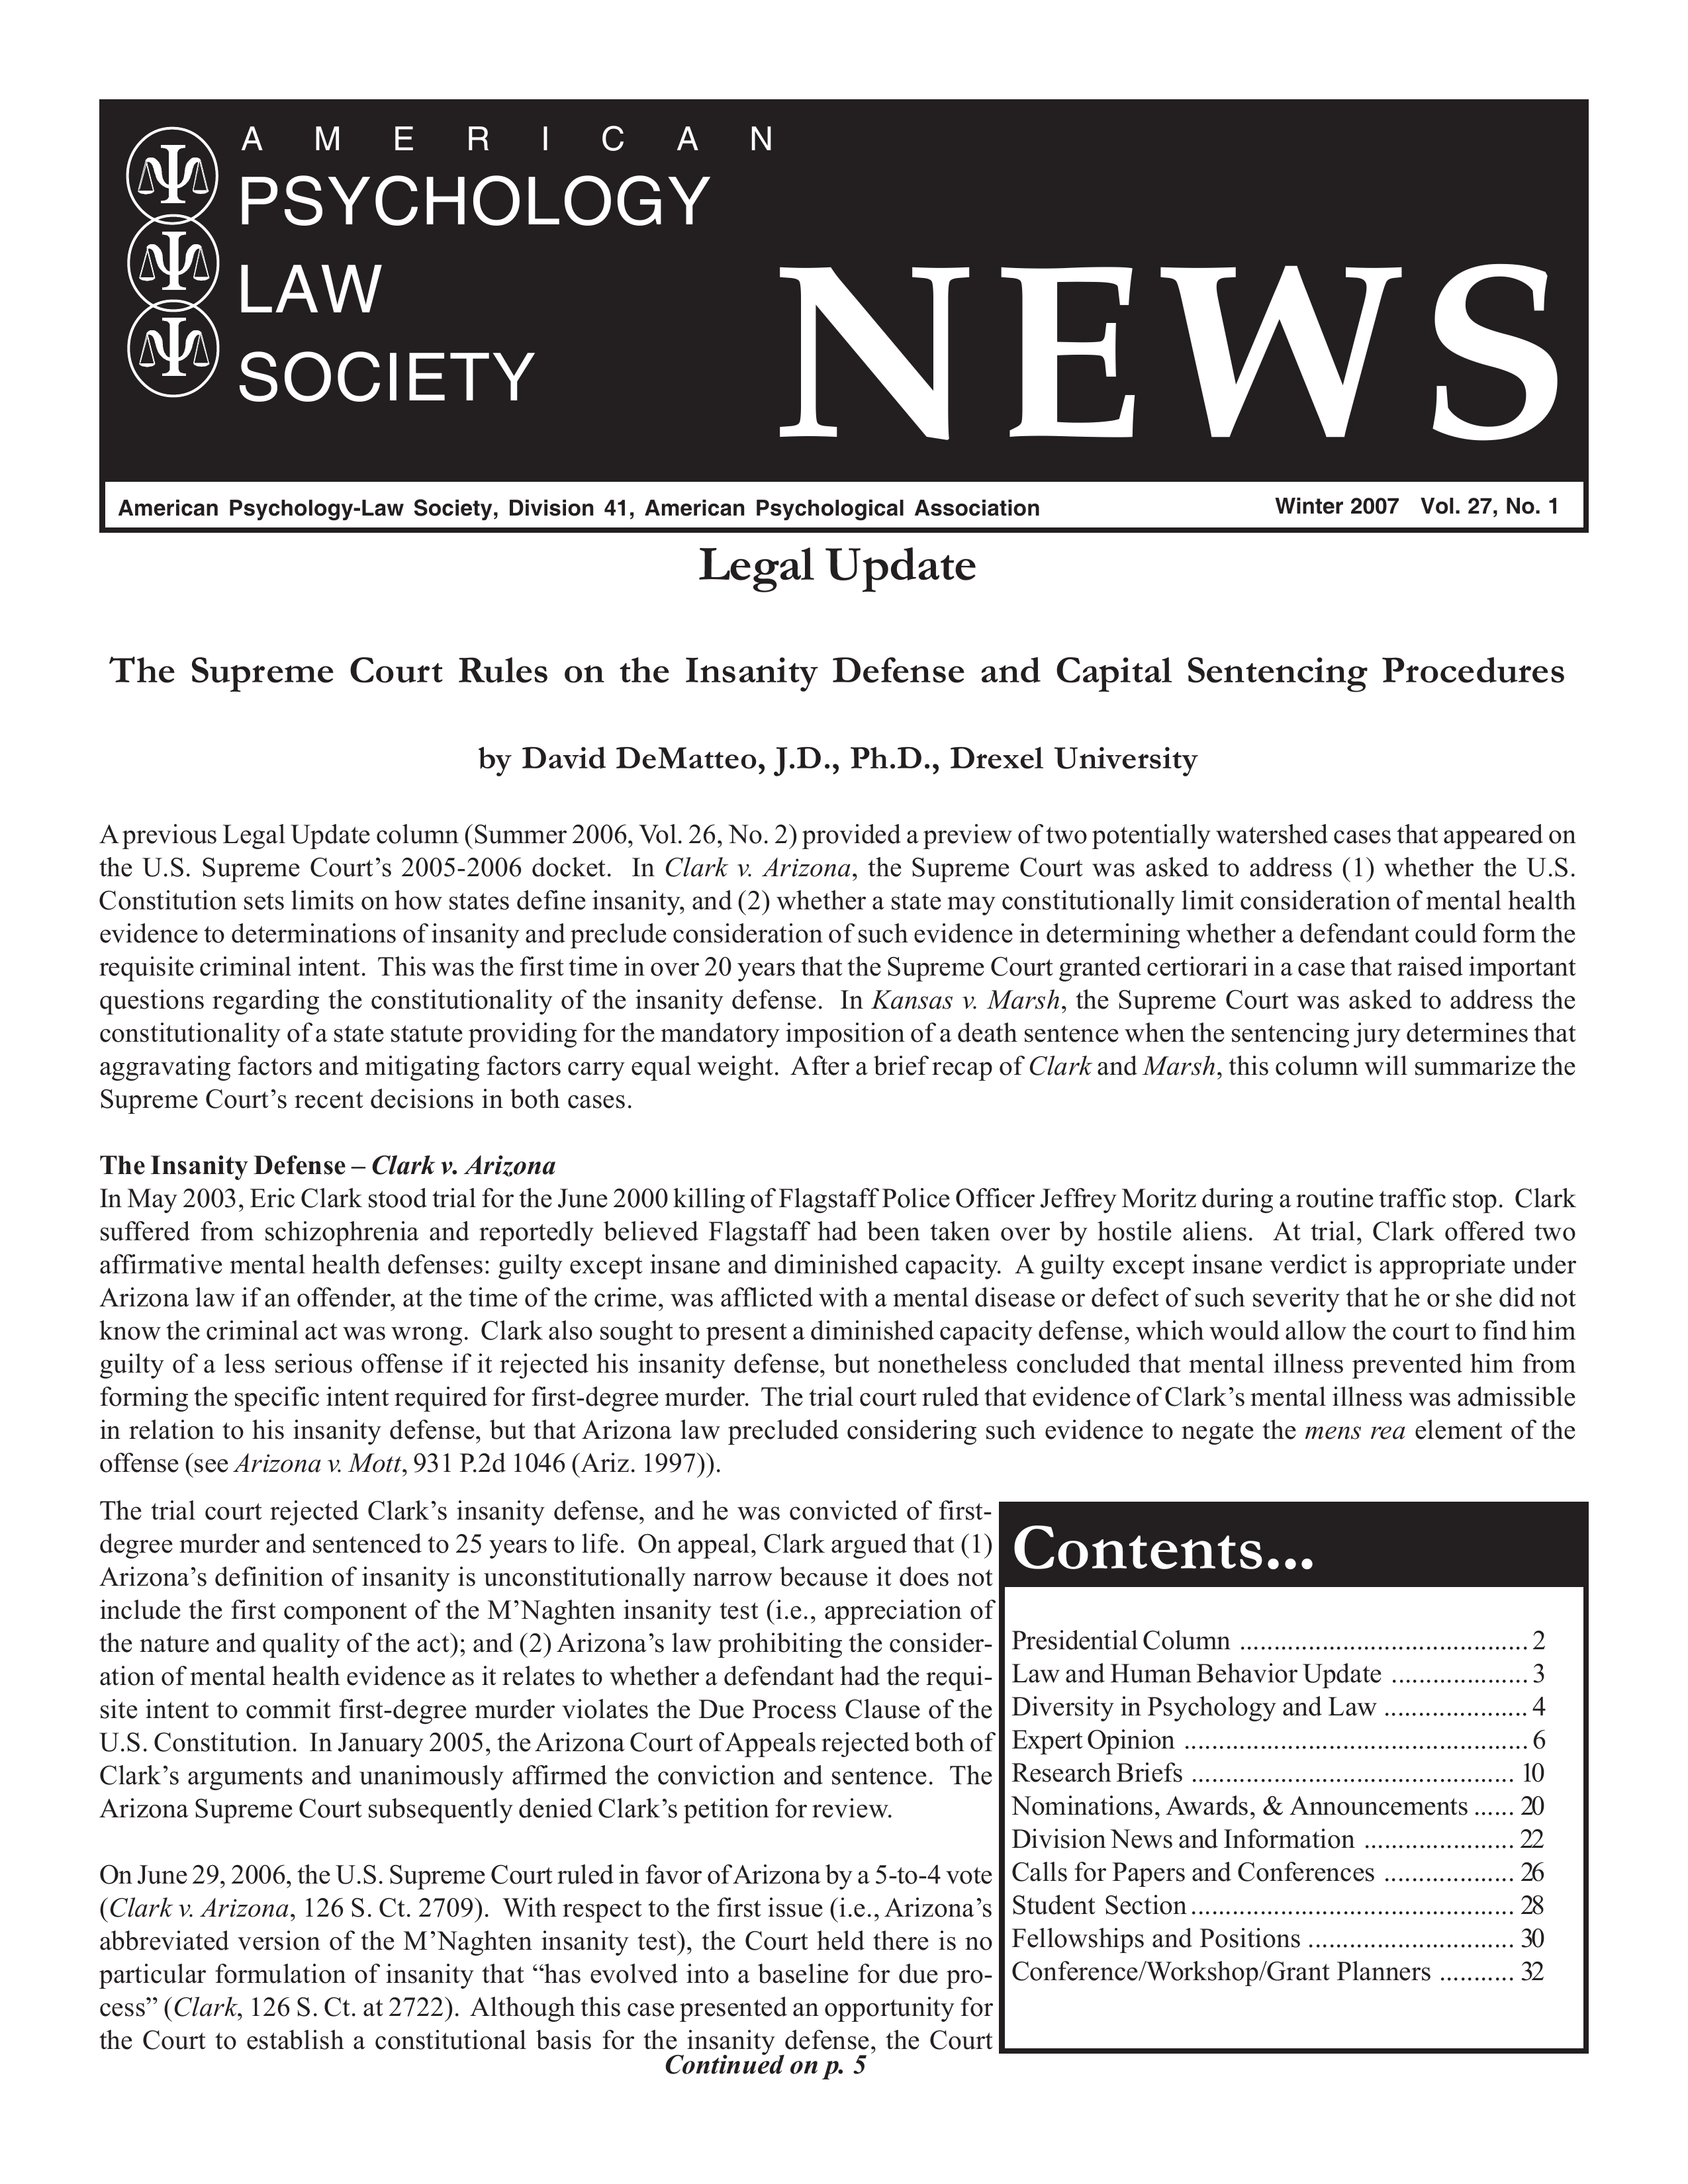 AMERICAN
PSYCHOLOGY
LAW
SOCIETY
NEWS
American Psychology-Law Society, Division 41, American Psychological Association
Winter 2007 Vol. 27, No. 1
Legal Update
The Supreme Court Rules on the Insanity Defense and Capital Sentencing Procedures
by David DeMatteo, J.D., Ph.D., Drexel University
A previous Legal Update column (Summer 2006, Vol. 26, No. 2) provided a preview of two potentially watershed cases that appeared on
the U.S. Supreme Court’s 2005-2006 docket. In Clark v. Arizona, the Supreme Court was asked to address (1) whether the U.S.
Constitution sets limits on how states define insanity, and (2) whether a state may constitutionally limit consideration of mental health
evidence to determinations of insanity and preclude consideration of such evidence in determining whether a defendant could form the
requisite criminal intent. This was the first time in over 20 years that the Supreme Court granted certiorari in a case that raised important
questions regarding the constitutionality of the insanity defense. In Kansas v. Marsh, the Supreme Court was asked to address the
constitutionality of a state statute providing for the mandatory imposition of a death sentence when the sentencing jury determines that
aggravating factors and mitigating factors carry equal weight. After a brief recap of Clark and Marsh, this column will summarize the
Supreme Court’s recent decisions in both cases.
The Insanity Defense – Clark v. Arizona
In May 2003, Eric Clark stood trial for the June 2000 killing of Flagstaff Police Officer Jeffrey Moritz during a routine traffic stop. Clark
suffered from schizophrenia and reportedly believed Flagstaff had been taken over by hostile aliens. At trial, Clark offered two
affirmative mental health defenses: guilty except insane and diminished capacity. A guilty except insane verdict is appropriate under
Arizona law if an offender, at the time of the crime, was afflicted with a mental disease or defect of such severity that he or she did not
know the criminal act was wrong. Clark also sought to present a diminished capacity defense, which would allow the court to find him
guilty of a less serious offense if it rejected his insanity defense, but nonetheless concluded that mental illness prevented him from
forming the specific intent required for first-degree murder. The trial court ruled that evidence of Clark’s mental illness was admissible
in relation to his insanity defense, but that Arizona law precluded considering such evidence to negate the mens rea element of the
offense (see Arizona v. Mott, 931 P.2d 1046 (Ariz. 1997)).
The trial court rejected Clark’s insanity defense, and he was convicted of first-
degree murder and sentenced to 25 years to life. On appeal, Clark argued that (1)
Arizona’s definition of insanity is unconstitutionally narrow because it does not
include the first component of the M’Naghten insanity test (i.e., appreciation of
the nature and quality of the act); and (2) Arizona’s law prohibiting the consider-
ation of mental health evidence as it relates to whether a defendant had the requi-
site intent to commit first-degree murder violates the Due Process Clause of the
U.S. Constitution. In January 2005, the Arizona Court of Appeals rejected both of
Clark’s arguments and unanimously affirmed the conviction and sentence. The
Arizona Supreme Court subsequently denied Clark’s petition for review.
On June 29, 2006, the U.S. Supreme Court ruled in favor of Arizona by a 5-to-4 vote
(Clark v. Arizona, 126 S. Ct. 2709). With respect to the first issue (i.e., Arizona’s
abbreviated version of the M’Naghten insanity test), the Court held there is no
particular formulation of insanity that “has evolved into a baseline for due pro-
cess” (Clark, 126 S. Ct. at 2722). Although this case presented an opportunity for
the Court to establish a constitutional basis for the insanity defense, the Court
Continued on p. 5
Contents...
Presidential Column .......................................... 2
Law and Human Behavior Update .................... 3
Diversity in Psychology and Law ..................... 4
Expert Opinion .................................................. 6
Research Briefs ............................................... 10
Nominations, Awards, & Announcements ...... 20
Division News and Information ...................... 22
Calls for Papers and Conferences ................... 26
Student Section ............................................... 28
Fellowships and Positions .............................. 30
Conference/Workshop/Grant Planners ........... 32